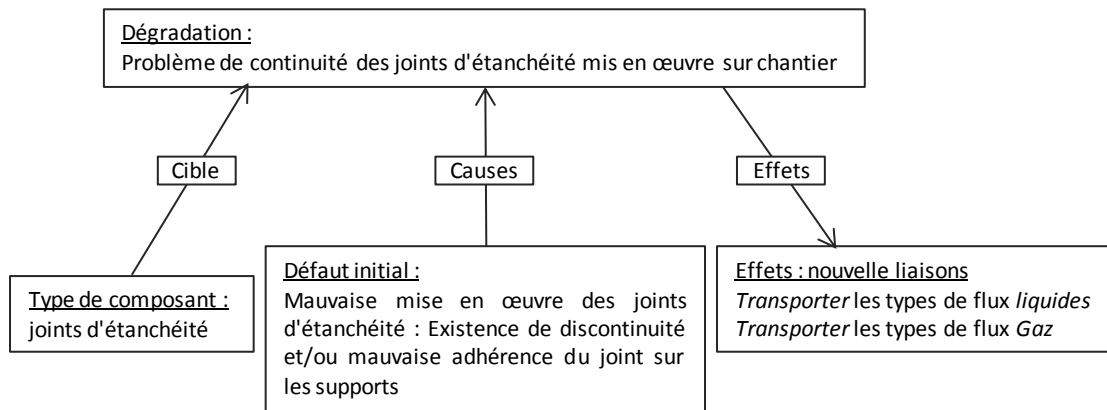 Dégradation :
Problème de continuité des joints d'étanchéité mis en œuvre sur chantier
Cible
Causes
Effets
Type de composant :
joints d'étanchéité
Défaut initial :
Mauvaise mise en œuvre des joints
d'étanchéité : Existence de discontinuité
et/ou mauvaise adhérence du joint sur
les supports
Effets : nouvelle liaisons
Transporter les types de flux liquides
Transporter les types de flux Gaz